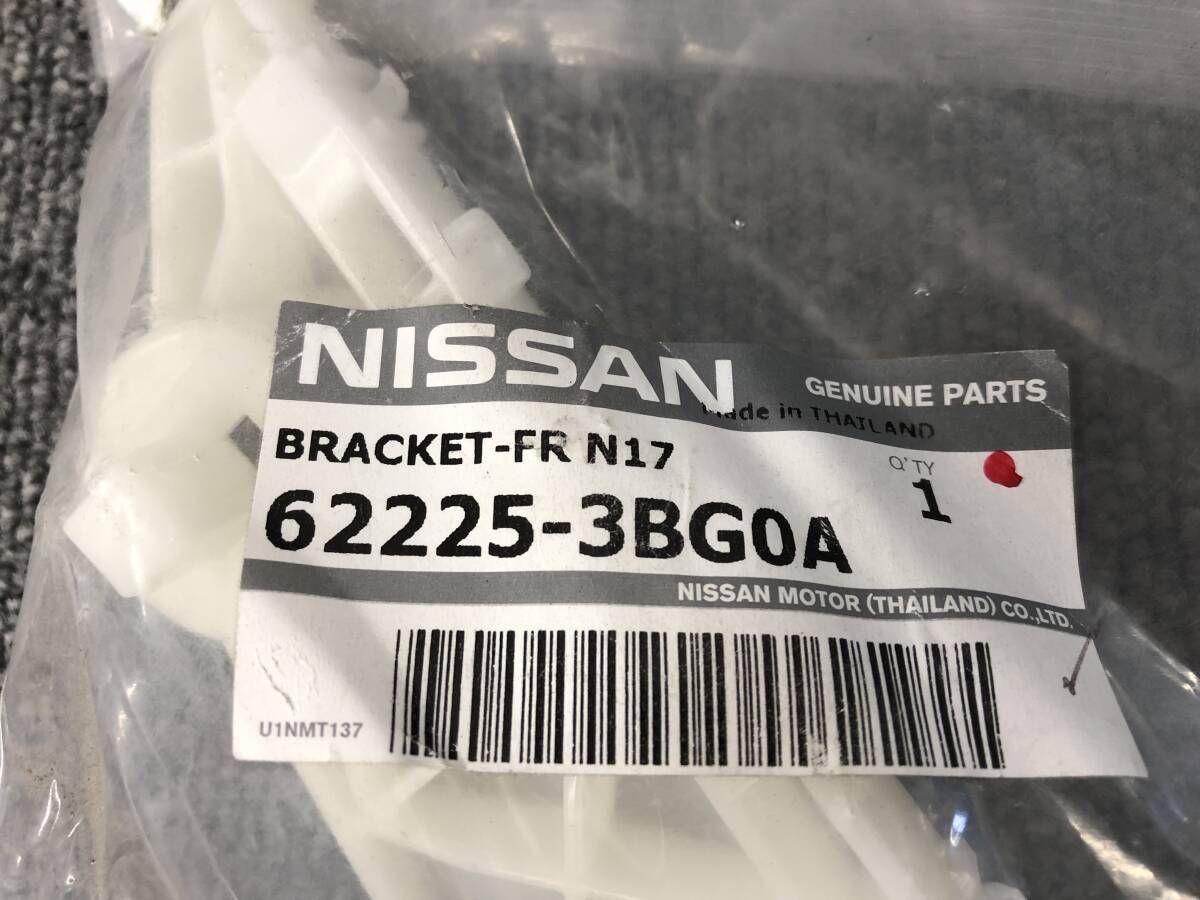 NISSAN
GENUINE PARTS
Made in THAILAND
BRACKET-FR N17
Q'TY
1
62225-3BG0A
NISSAN MOTOR (THAILAND) CO.,LTD.
U1NMT137